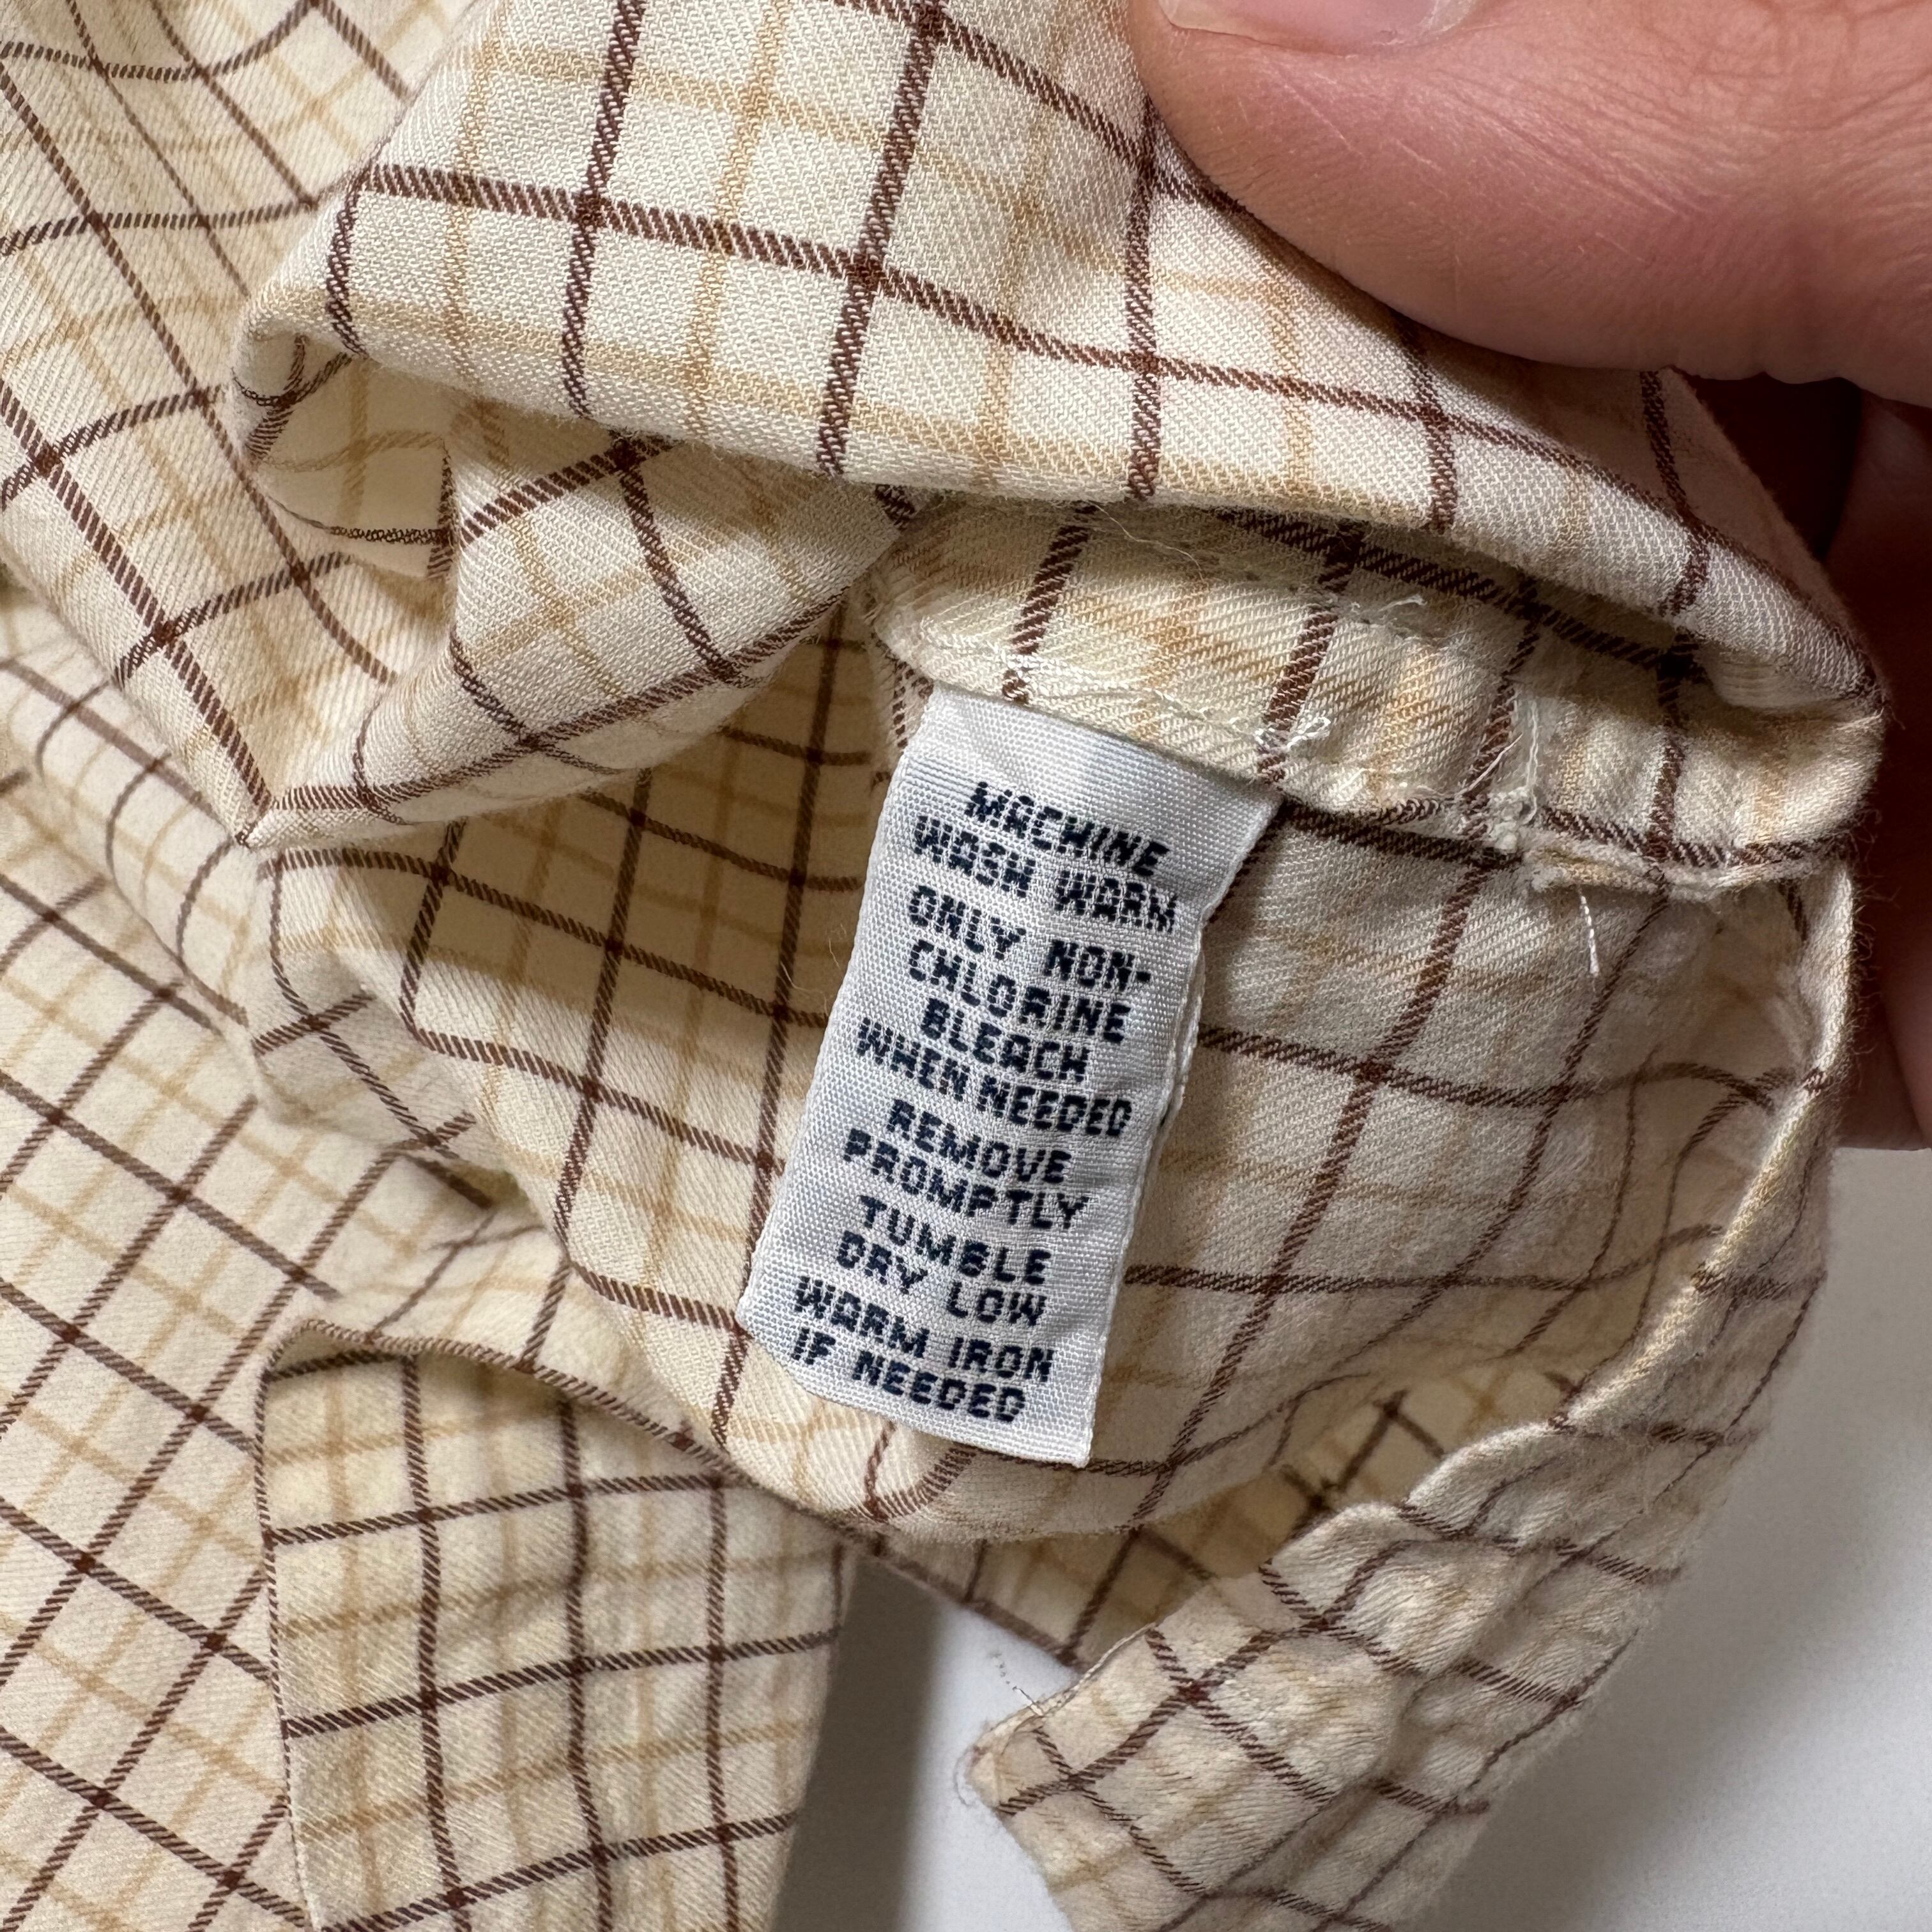 MACHINE
WASH WARM
ONLY NON-
CHLORINE
BLEACH
WHEN NEEDED
REMOVE
PROMPTLY
TUMBLE
DRY LOW
WARM IRON
IF NEEDED